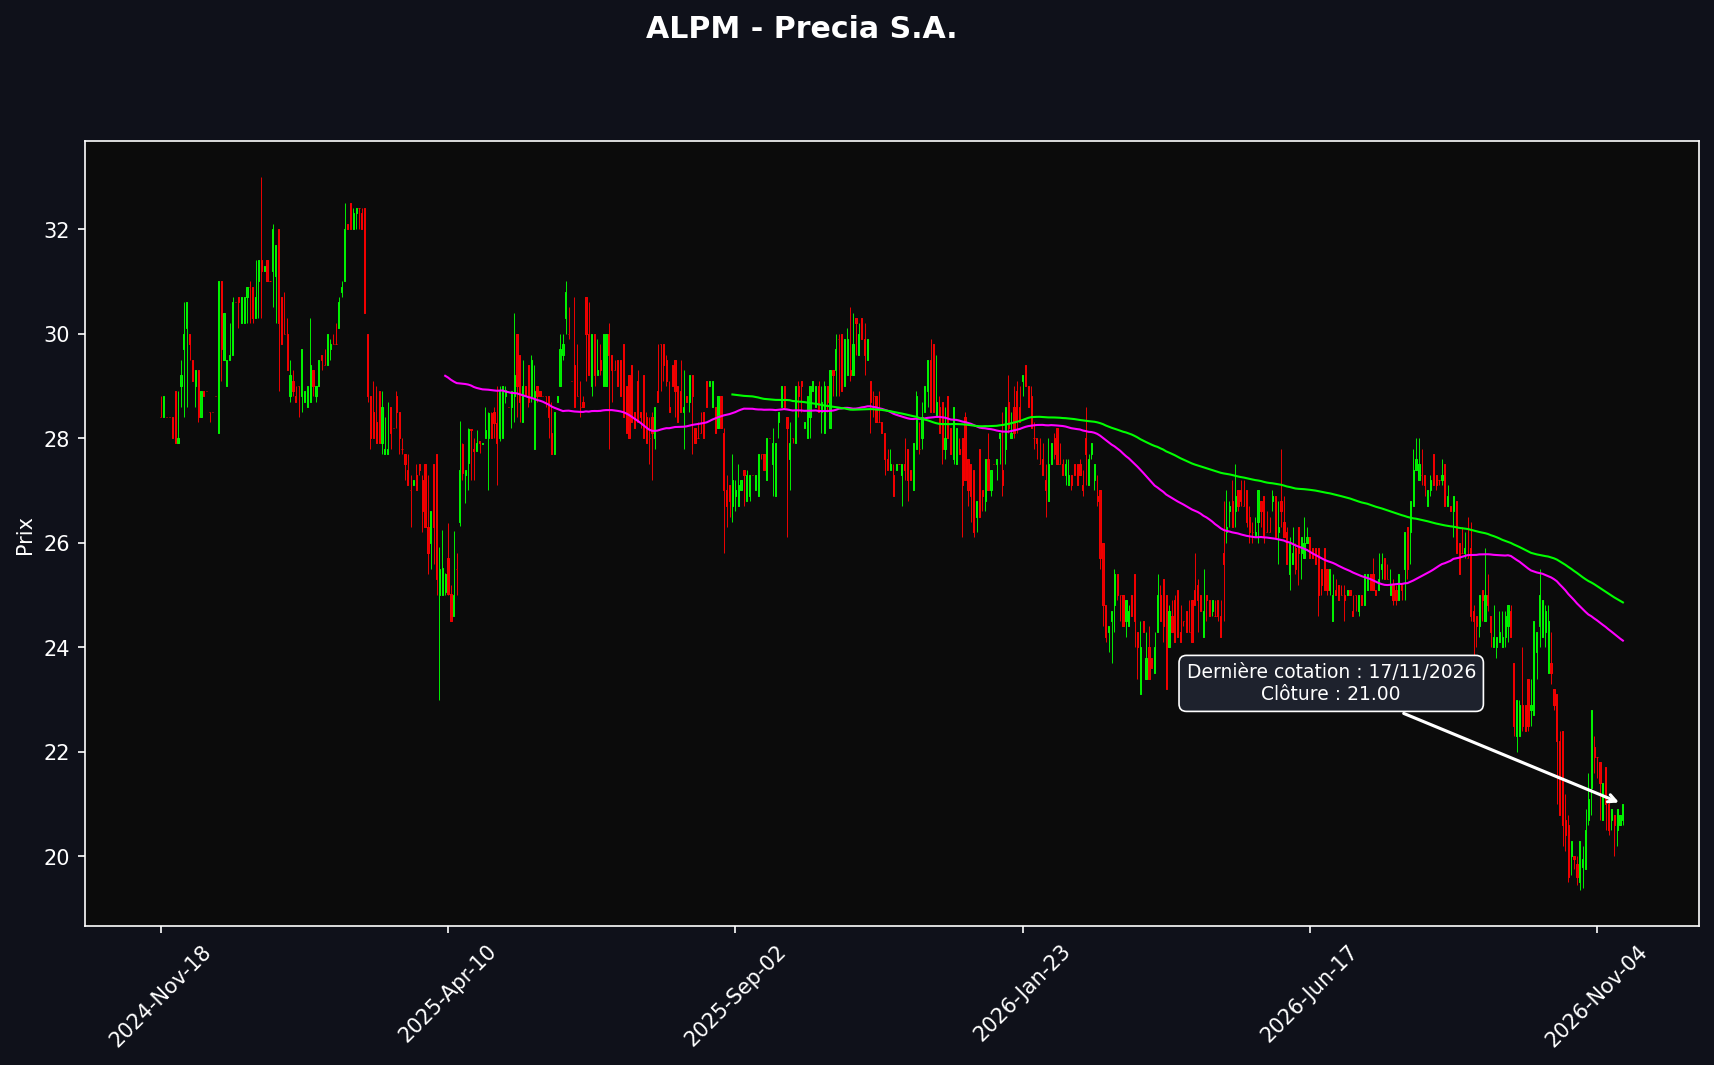 ALPM - Precia S.A.
Prix
32
30
28
26
24
22
20
Dernière cotation : 17/11/2026
Clôture : 21.00
2024-Nov-18
2025-Apr-10
2025-Sep-02
2026-Jan-23
2026-Jun-17
2026-Nov-04